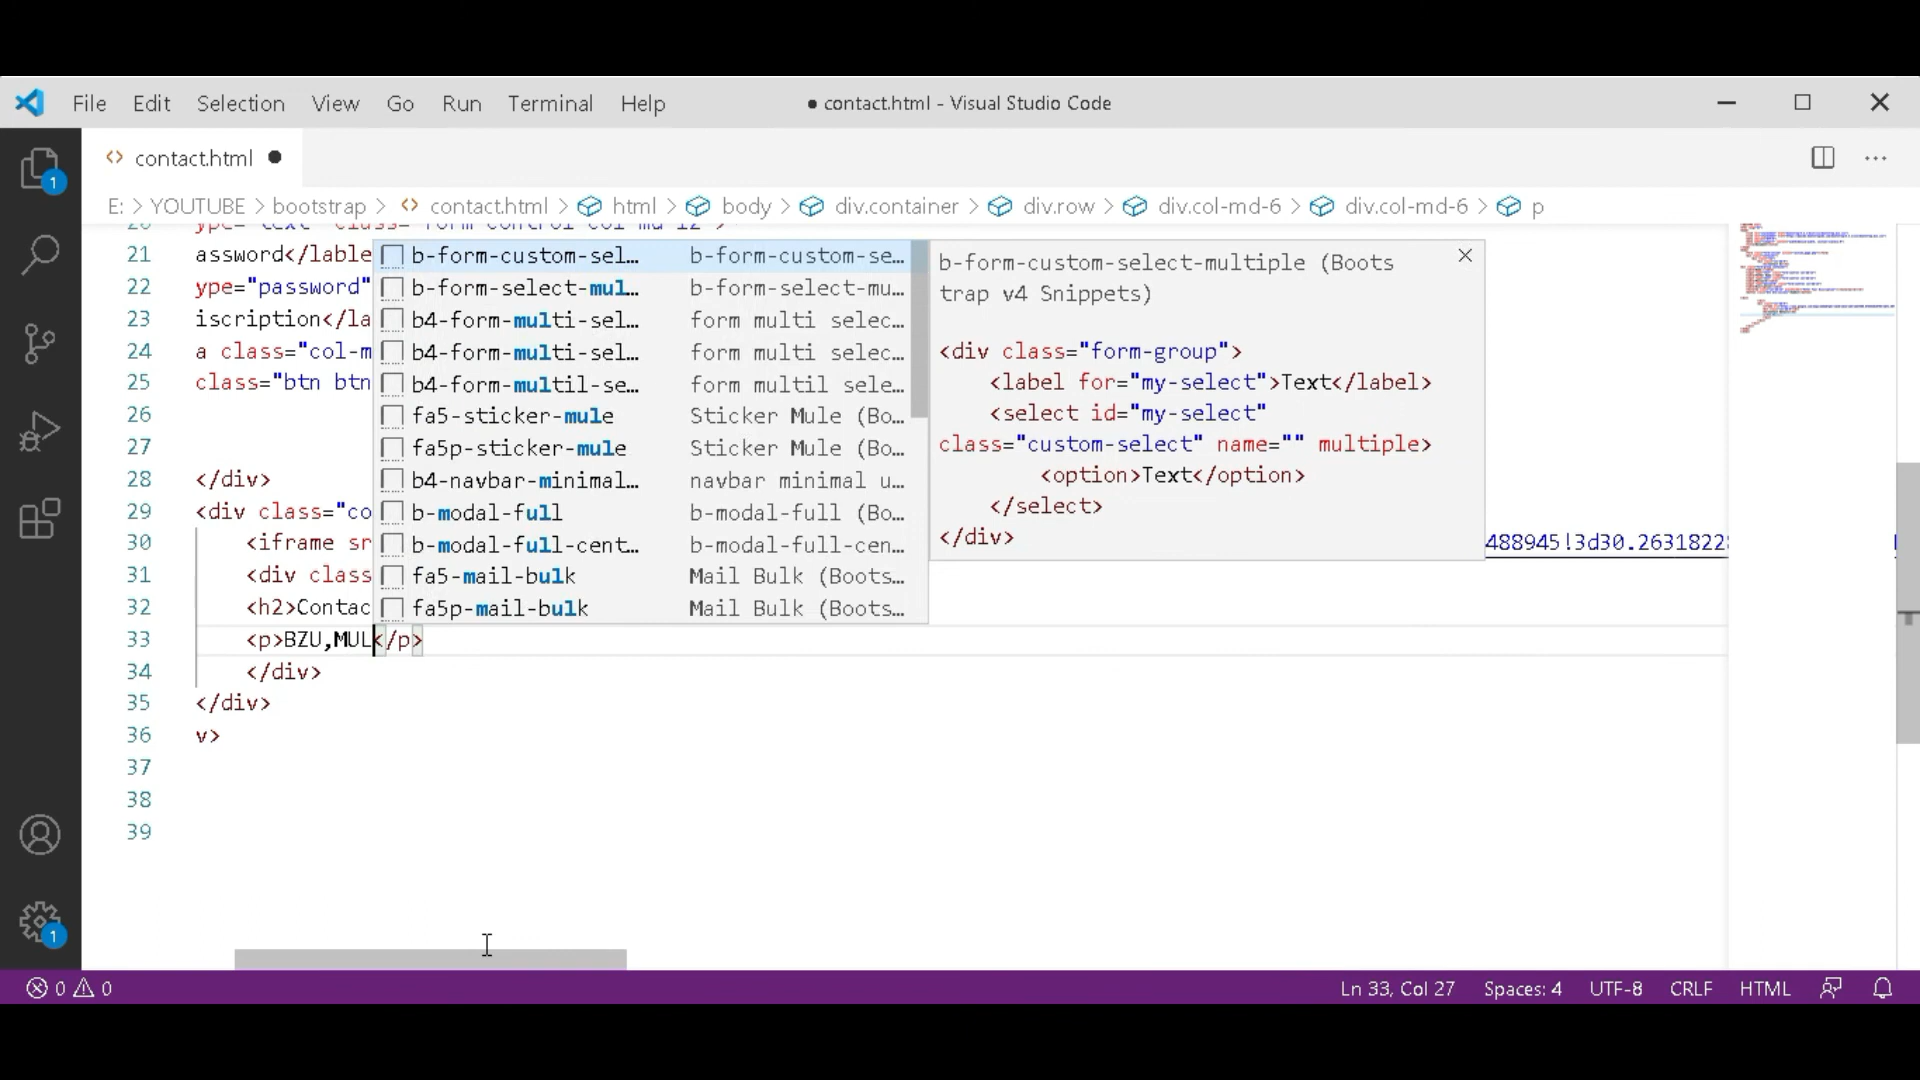 File Edit Selection View Go Run Terminal Help ● contact.html - Visual Studio Code
contact.html ●
E: > YOUTUBE > bootstrap > contact.html > html > body > div.container > div.row > div.col-md-6 > div.col-md-6 > p
21 assword</lable
22 ype="password"
23 iscription</la
24 a class="col-m
25 class="btn btn
26
27
28 </div>
29 <div class="co
30 <iframe sr 488945!3d30.2631822
31 <div class
32 <h2>Contac
33 <p>BZU,MUL</p>
34 </div>
35 </div>
36 v>
37
38
39
b-form-custom-sel… b-form-custom-se…
b-form-select-mul… b-form-select-mu…
b4-form-multi-sel… form multi selec…
b4-form-multi-sel… form multi selec…
b4-form-multil-se… form multil sele…
fa5-sticker-mule Sticker Mule (Bo…
fa5p-sticker-mule Sticker Mule (Bo…
b4-navbar-minimal… navbar minimal u…
b-modal-full b-modal-full (Bo…
b-modal-full-cent… b-modal-full-cen…
fa5-mail-bulk Mail Bulk (Boots…
fa5p-mail-bulk Mail Bulk (Boots…
b-form-custom-select-multiple (Boots
trap v4 Snippets)
<div class="form-group">
<label for="my-select">Text</label>
<select id="my-select"
class="custom-select" name="" multiple>
<option>Text</option>
</select>
</div>
1
1
0 0 Ln 33, Col 27 Spaces: 4 UTF-8 CRLF HTML